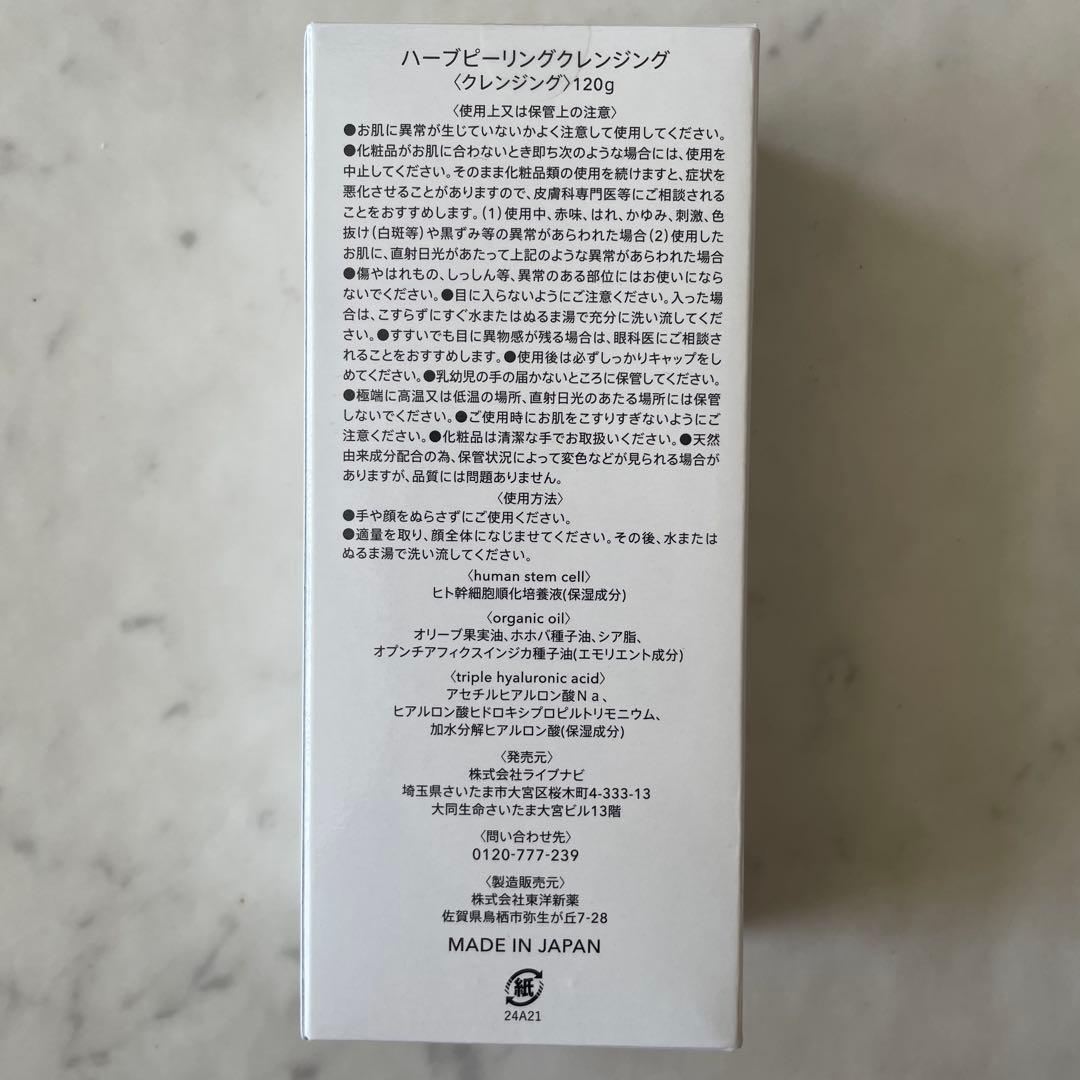 ハーブピーリングクレンジング
〈クレンジング〉120g
〈使用上又は保管上の注意〉
●お肌に異常が生じていないかよく注意して使用してください。
●化粧品がお肌に合わないとき即ち次のような場合には、使用を
中止してください。そのまま化粧品類の使用を続けますと、症状を
悪化させることがありますので、皮膚科専門医等にご相談される
ことをおすすめします。(1)使用中、赤味、はれ、かゆみ、刺激、色
抜け(白斑等)や黒ずみ等の異常があらわれた場合(2)使用した
お肌に、直射日光があたって上記のような異常があらわれた場合
●傷やはれもの、しっしん等、異常のある部位にはお使いになら
ないでください。●目に入らないようにご注意ください。入った場
合は、こすらずにすぐ水またはぬるま湯で充分に洗い流してくだ
さい。●すすいでも目に異物感が残る場合は、眼科医にご相談さ
れることをおすすめします。●使用後は必ずしっかりキャップをし
めてください。●乳幼児の手の届かないところに保管してください。
●極端に高温又は低温の場所、直射日光のあたる場所には保管
しないでください。●ご使用時にお肌をこすりすぎないようにご
注意ください。●化粧品は清潔な手でお取扱いください。●天然
由来成分配合の為、保管状況によって変色などが見られる場合が
ありますが、品質には問題ありません。
〈使用方法〉
●手や顔をぬらさずにご使用ください。
●適量を取り、顔全体になじませてください。その後、水または
ぬるま湯で洗い流してください。
〈human stem cell〉
ヒト幹細胞順化培養液(保湿成分)
〈organic oil〉
オリーブ果実油、ホホバ種子油、シア脂、
オプンチアフィクスインジカ種子油(エモリエント成分)
〈triple hyaluronic acid〉
アセチルヒアルロン酸Ｎａ、
ヒアルロン酸ヒドロキシプロピルトリモニウム、
加水分解ヒアルロン酸(保湿成分)
〈発売元〉
株式会社ライブナビ
埼玉県さいたま市大宮区桜木町4-333-13
大同生命さいたま大宮ビル13階
〈問い合わせ先〉
0120-777-239
〈製造販売元〉
株式会社東洋新薬
佐賀県鳥栖市弥生が丘7-28
MADE IN JAPAN
紙
24A21